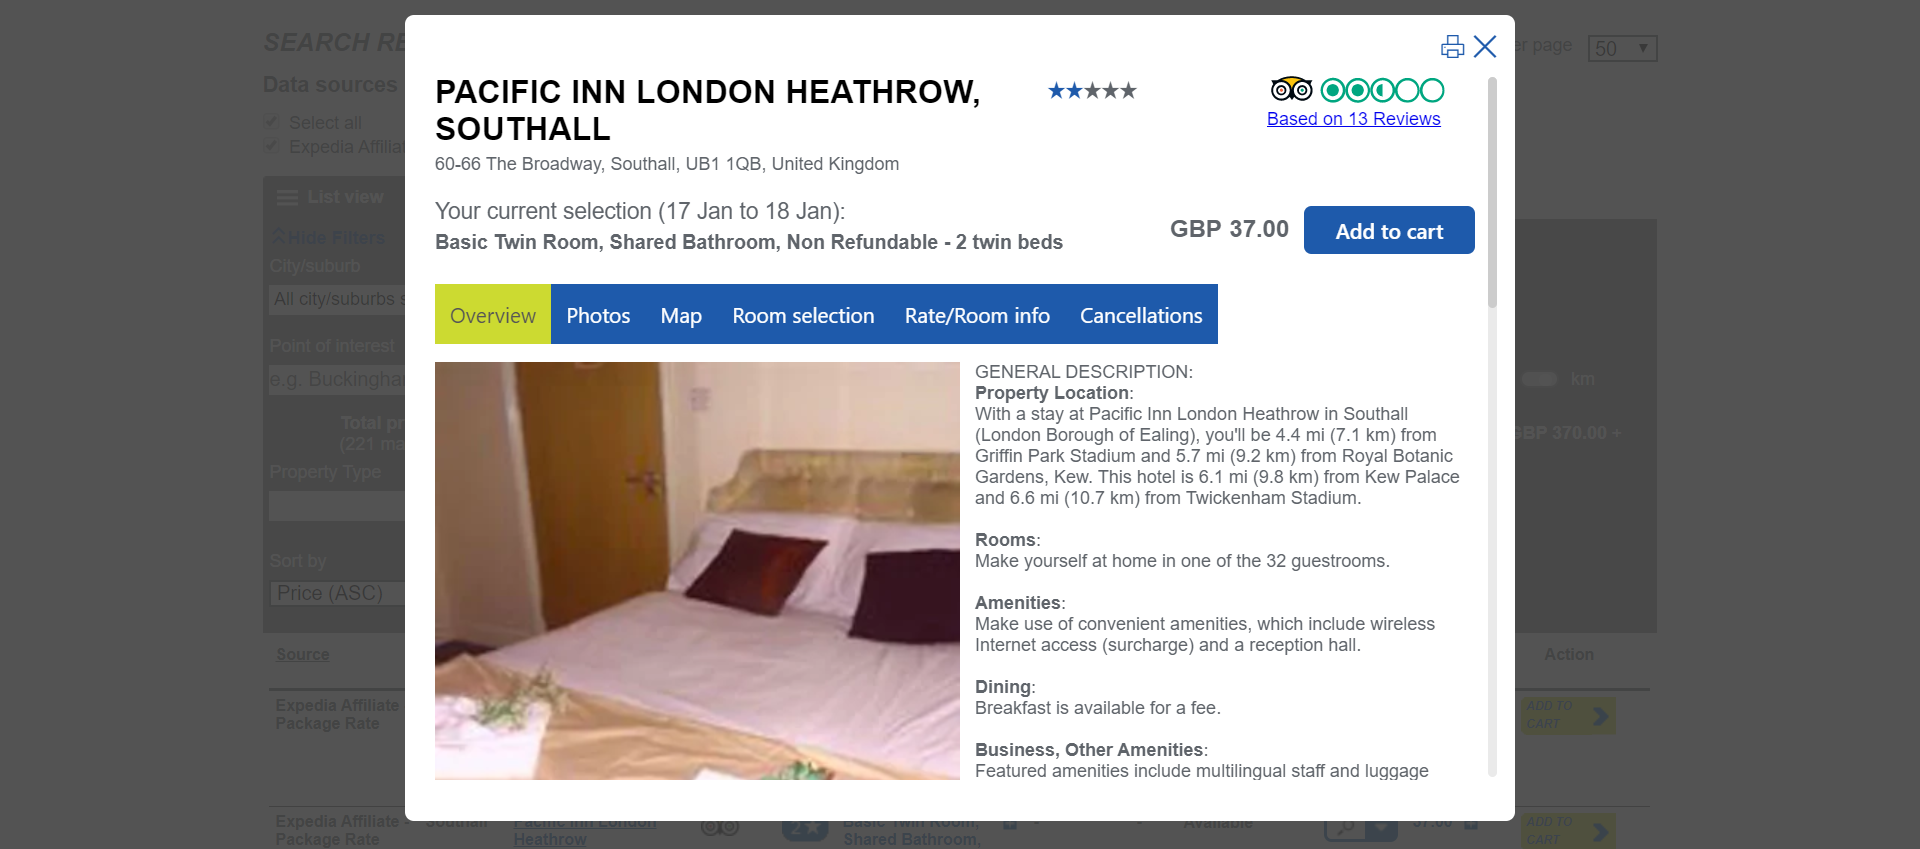 SEARCH RE
er page
50
Data sources
Select all
Expedia Affilia
List view
Hide Filters
City/suburb
All city/suburbs s
Point of interest
e.g. Buckingha
km
Total pr
(221 ma
GBP 370.00 +
Property Type
Sort by
Price (ASC)
Source
Action
Expedia Affiliate
Package Rate
ADD TO
CART
PACIFIC INN LONDON HEATHROW,
SOUTHALL
Based on 13 Reviews
60-66 The Broadway, Southall, UB1 1QB, United Kingdom
Your current selection (17 Jan to 18 Jan):
Basic Twin Room, Shared Bathroom, Non Refundable - 2 twin beds
GBP 37.00
Add to cart
Overview Photos Map Room selection Rate/Room info Cancellations
GENERAL DESCRIPTION:
Property Location:
With a stay at Pacific Inn London Heathrow in Southall
(London Borough of Ealing), you'll be 4.4 mi (7.1 km) from
Griffin Park Stadium and 5.7 mi (9.2 km) from Royal Botanic
Gardens, Kew. This hotel is 6.1 mi (9.8 km) from Kew Palace
and 6.6 mi (10.7 km) from Twickenham Stadium.
Rooms:
Make yourself at home in one of the 32 guestrooms.
Amenities:
Make use of convenient amenities, which include wireless
Internet access (surcharge) and a reception hall.
Dining:
Breakfast is available for a fee.
Business, Other Amenities:
Featured amenities include multilingual staff and luggage
Expedia Affiliate - Southall Pacific Inn London 2 Basic Twin Room, - - Available 37.00 ADD TO
Package Rate Heathrow Shared Bathroom, CART